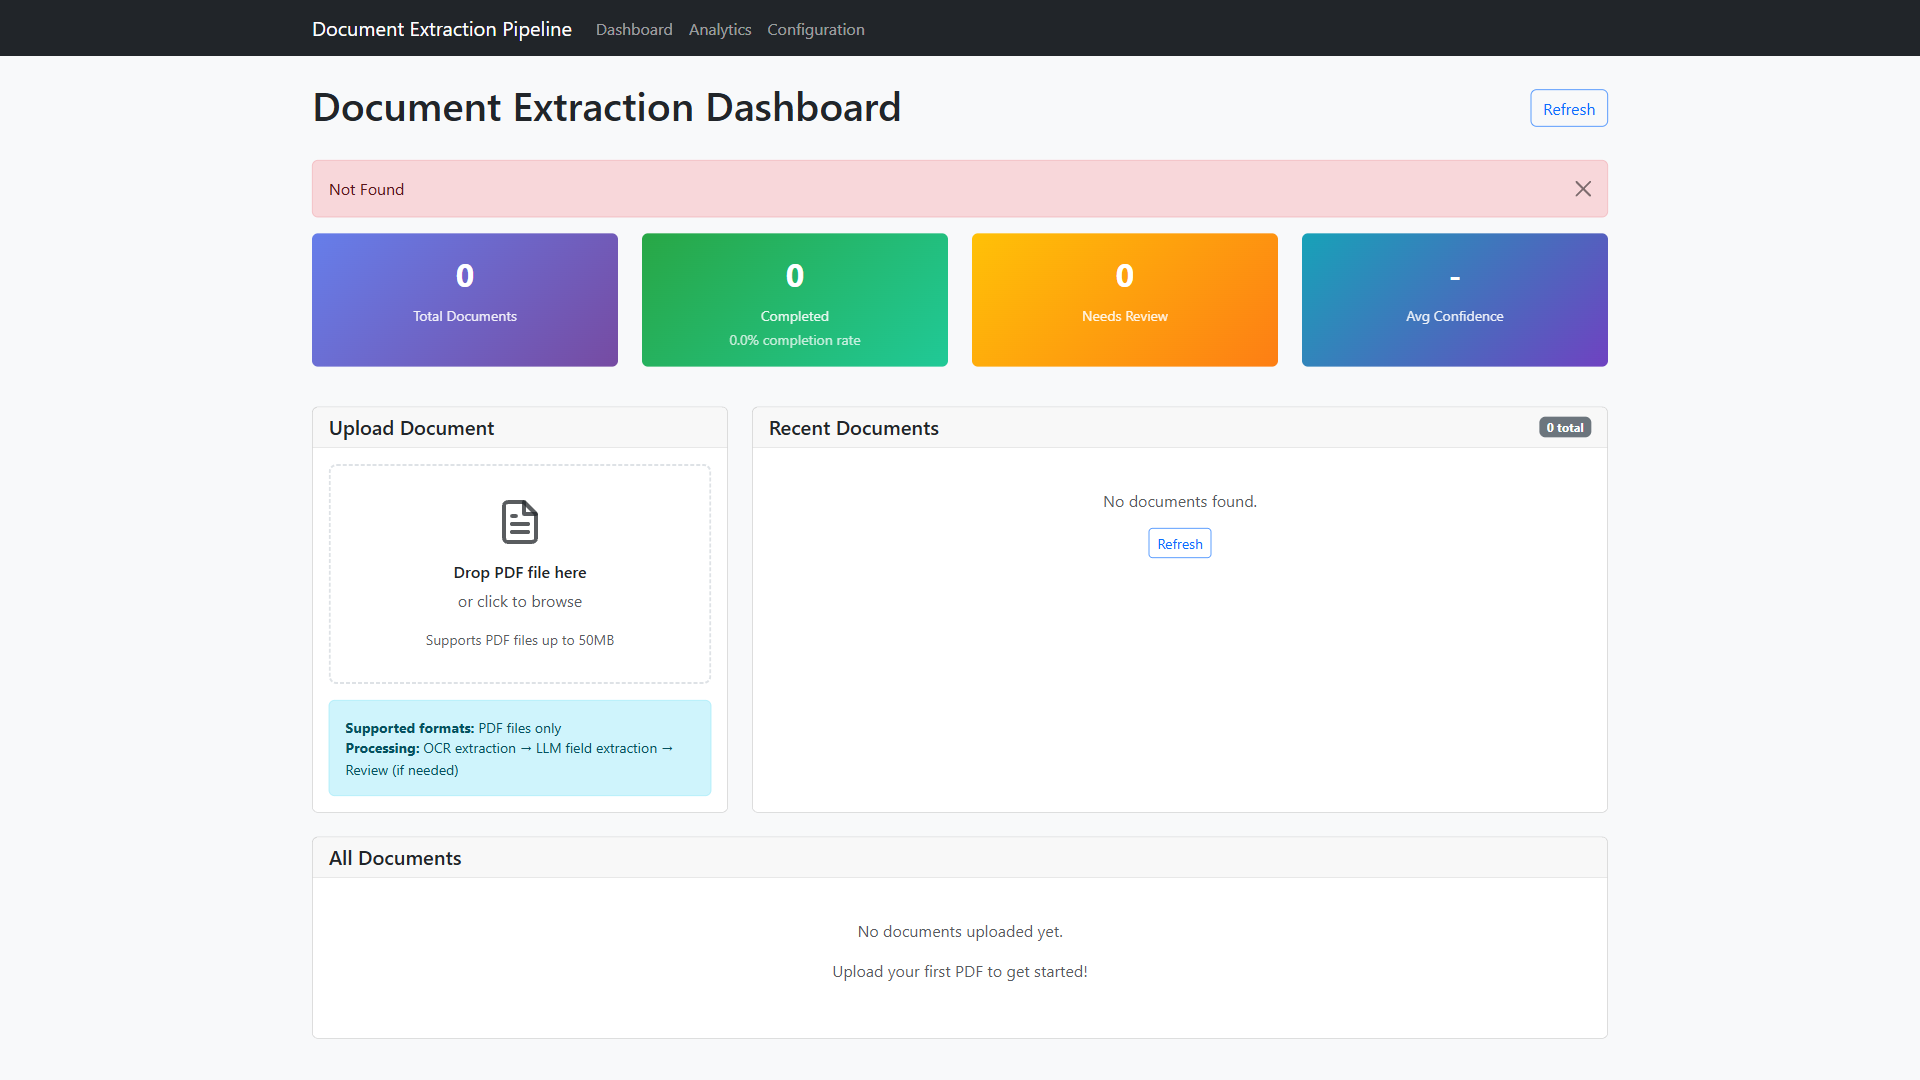 Document Extraction Pipeline
Dashboard
Analytics
Configuration
Document Extraction Dashboard
Refresh
Not Found
0
Total Documents
0
Completed
0.0% completion rate
0
Needs Review
-
Avg Confidence
Upload Document
Drop PDF file here
or click to browse
Supports PDF files up to 50MB
Supported formats: PDF files only
Processing: OCR extraction → LLM field extraction →
Review (if needed)
Recent Documents
0 total
No documents found.
Refresh
All Documents
No documents uploaded yet.
Upload your first PDF to get started!